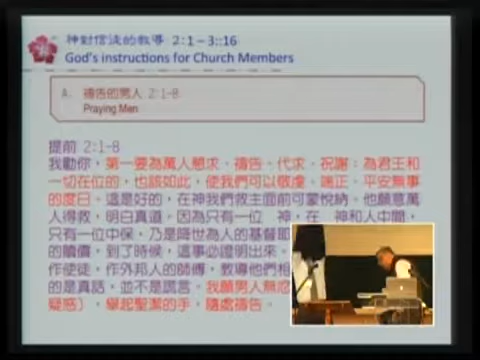 神對信徒的教導 2:1-3::16
God's instructions for Church Members
A. 禱告的男人 2:1-8
Praying Men
提前 2:1-8
我勸你，第一要為萬人懇求、禱告、代求、祝謝；為君王和
一切在位的，也該如此，使我們可以敬虔、端正、平安無事
的度日。這是好的，在神我們救主面前可蒙悅納。他願意萬
人得救，明白真道。因為只有一位　神，在　神和人中間，
只有一位中保，乃是降世為人的基督耶
的贖價，到了時候，這事必證明出來。
作使徒，作外邦人的師傅，教導他們相
的是真話，並不是謊言。我願男人無忿
疑惑），舉起聖潔的手，隨處禱告。